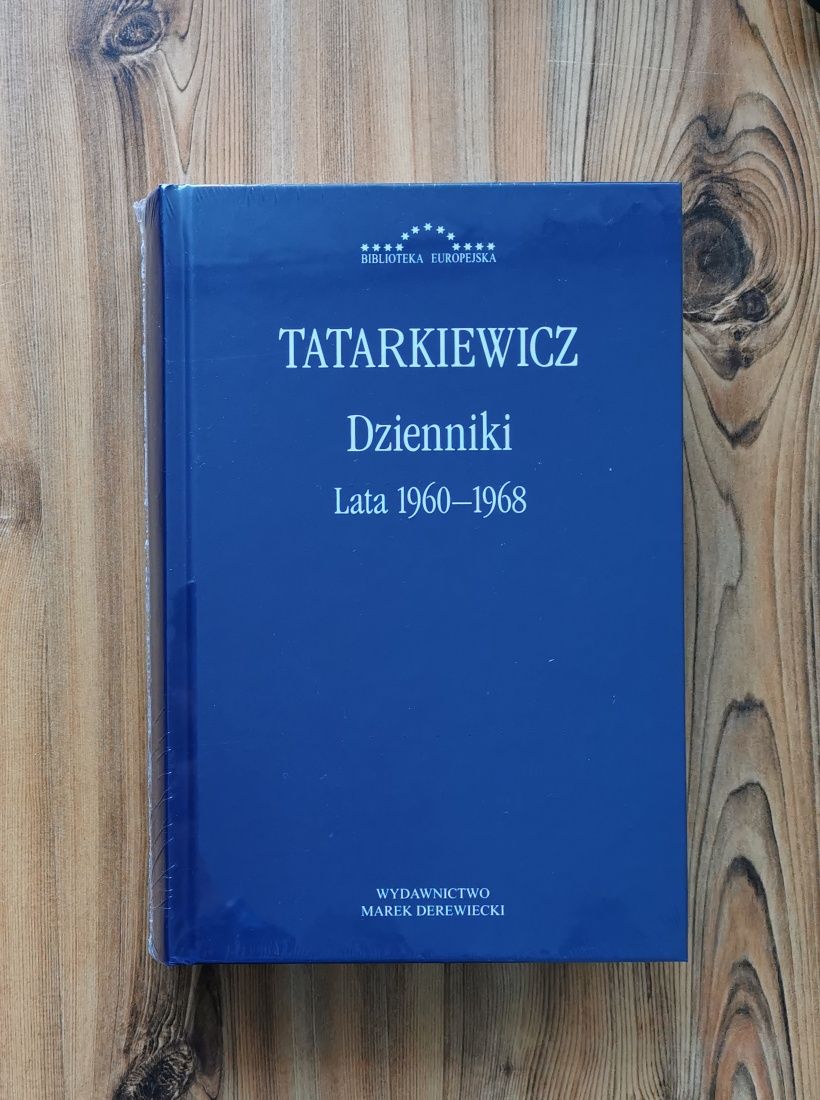 BIBLIOTEKA EUROPEJSKA
TATARKIEWICZ
Dzienniki
Lata 1960–1968
WYDAWNICTWO
MAREK DEREWIECKI